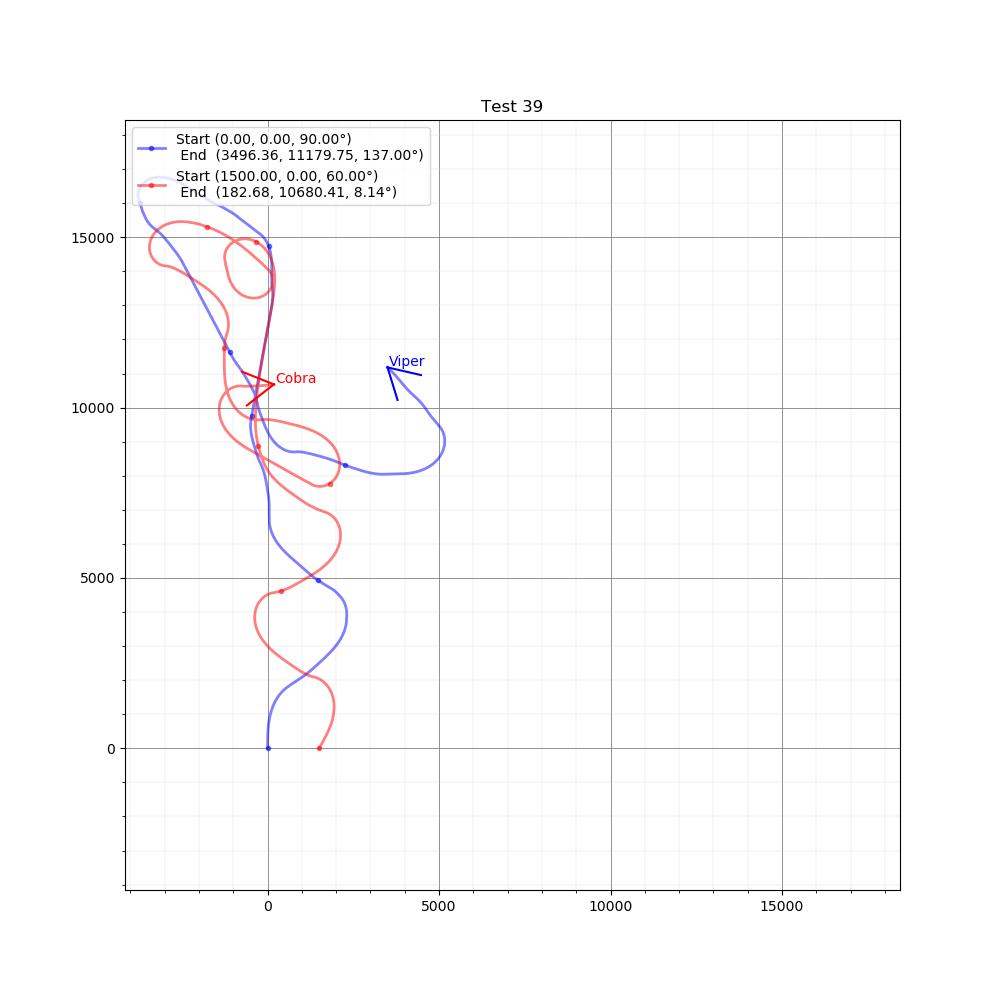 Test 39
Start (0.00, 0.00, 90.00°)
End (3496.36, 11179.75, 137.00°)
Start (1500.00, 0.00, 60.00°)
End (182.68, 10680.41, 8.14°)
15000
Viper
Cobra
10000
5000
0
0
5000
10000
15000